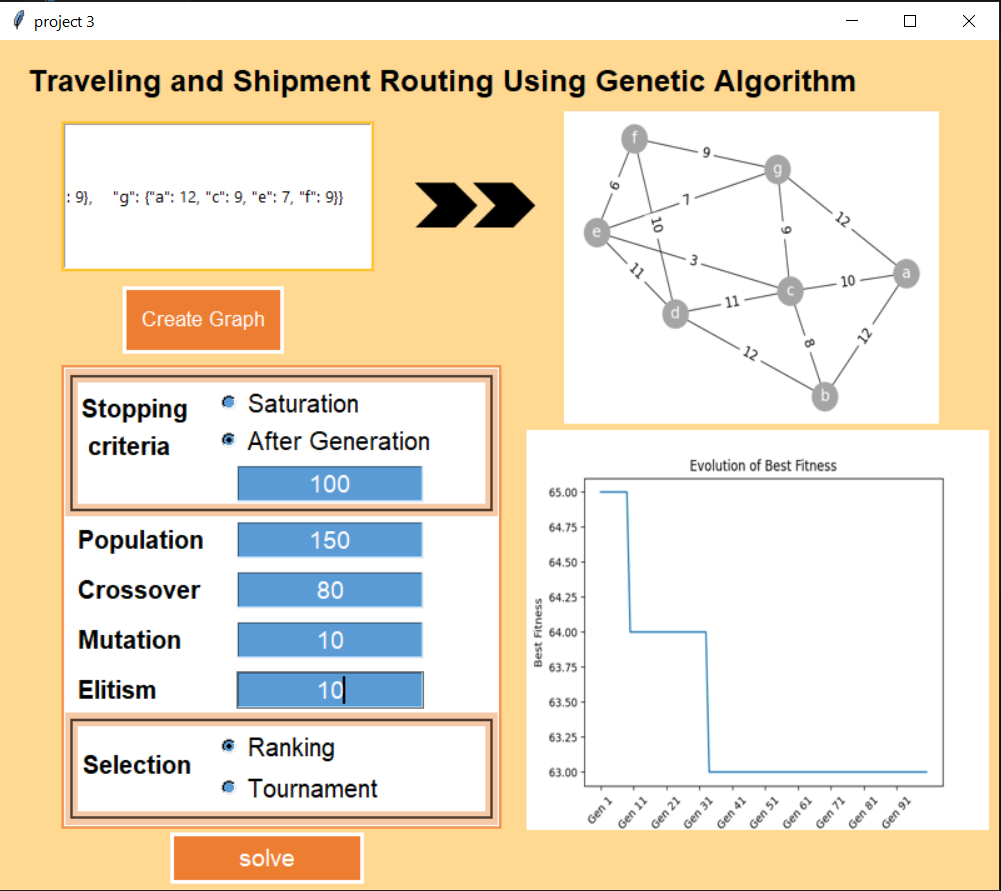 project 3
Traveling and Shipment Routing Using Genetic Algorithm
: 9},    "g": {"a": 12, "c": 9, "e": 7, "f": 9}}
Create Graph
f
9
g
9
7
10
12
e
9
3
a
11
10
c
11
d
8
12
12
b
Stopping
criteria
Saturation
After Generation
100
Population 150
Crossover 80
Mutation 10
Elitism 10
Selection
Ranking
Tournament
solve
Evolution of Best Fitness
Best Fitness
65.00
64.75
64.50
64.25
64.00
63.75
63.50
63.25
63.00
Gen 1 Gen 11 Gen 21 Gen 31 Gen 41 Gen 51 Gen 61 Gen 71 Gen 81 Gen 91